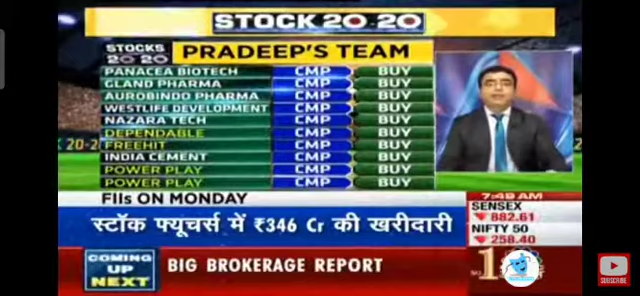 STOCK 20-20
STOCKS
20 20
PRADEEP'S TEAM
PANACEA BIOTECH CMP BUY
GLAND PHARMA CMP BUY
AUROBINDO PHARMA CMP BUY
WESTLIFE DEVELOPMENT CMP BUY
NAZARA TECH CMP BUY
DEPENDABLE CMP BUY
FREEHIT CMP BUY
INDIA CEMENT CMP BUY
POWER PLAY CMP BUY
POWER PLAY CMP BUY
FIIs ON MONDAY
स्टॉक फ्यूचर्स में ₹346 Cr की खरीदारी
7:49 AM
SENSEX
882.61
NIFTY 50
258.40
COMING
UP
NEXT
BIG BROKERAGE REPORT
SUBSCRIBE